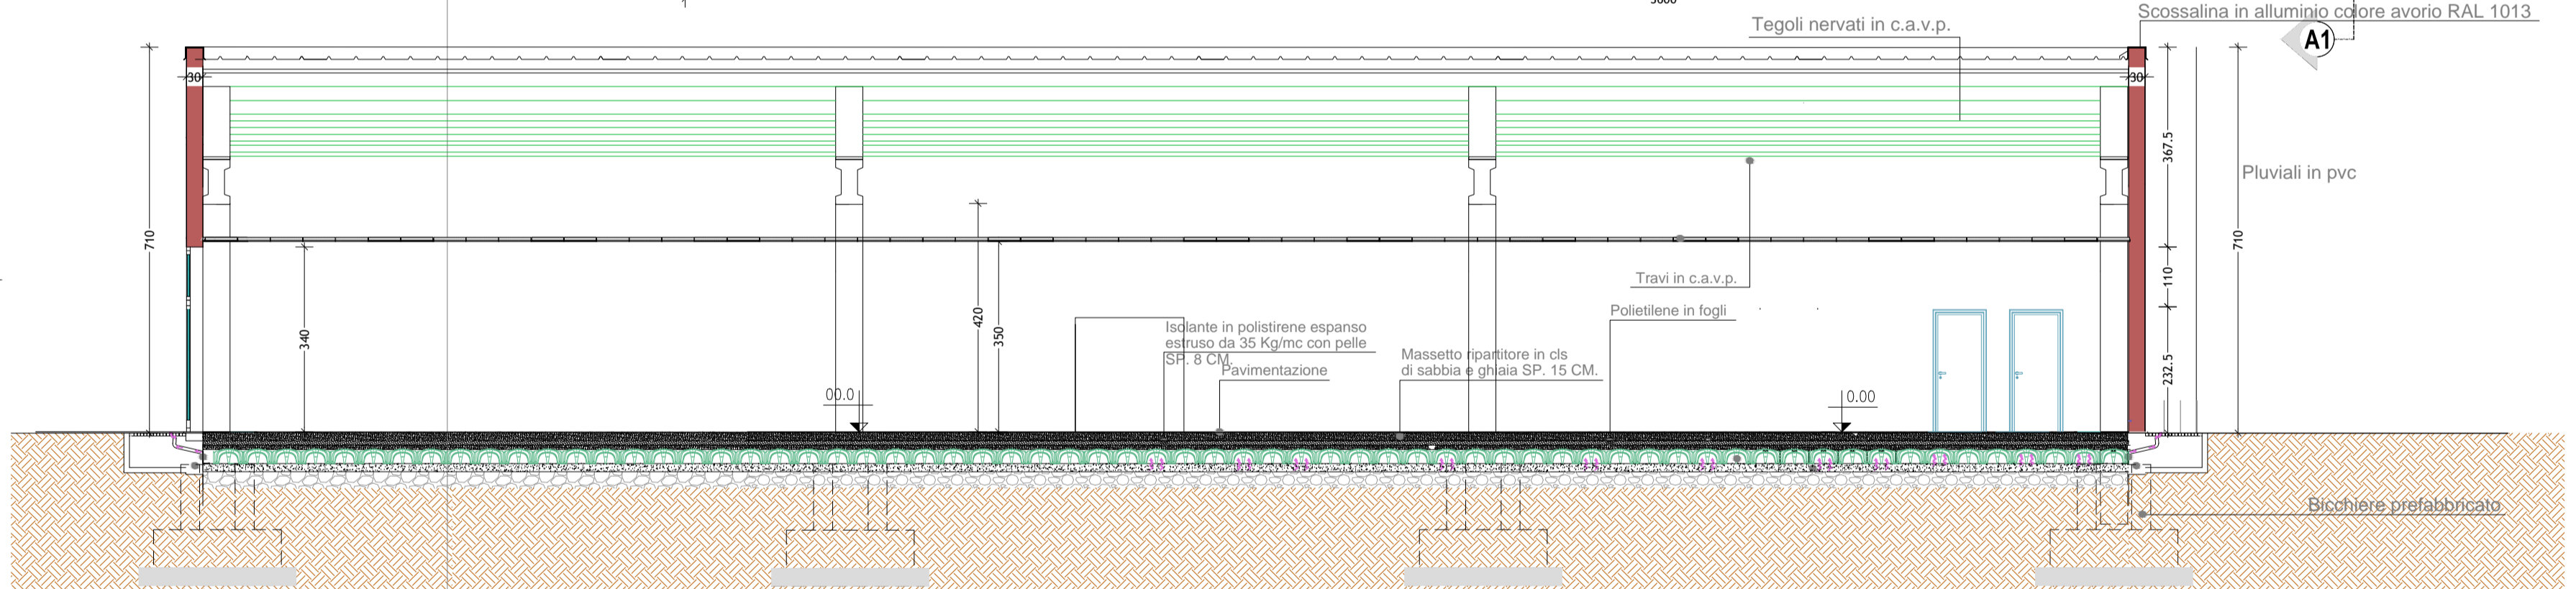 1
Scossalina in alluminio colore avorio RAL 1013
Tegoli nervati in c.a.v.p.
A1
30
30
367.5
Pluviali in pvc
710
710
420
110
Travi in c.a.v.p.
340
350
Polietilene in fogli
Isolante in polistirene espanso
estruso da 35 Kg/mc con pelle
SP. 8 CM.
Pavimentazione
Massetto ripartitore in cls
di sabbia e ghiaia SP. 15 CM.
232.5
00.0
0.00
Bicchiere prefabbricato